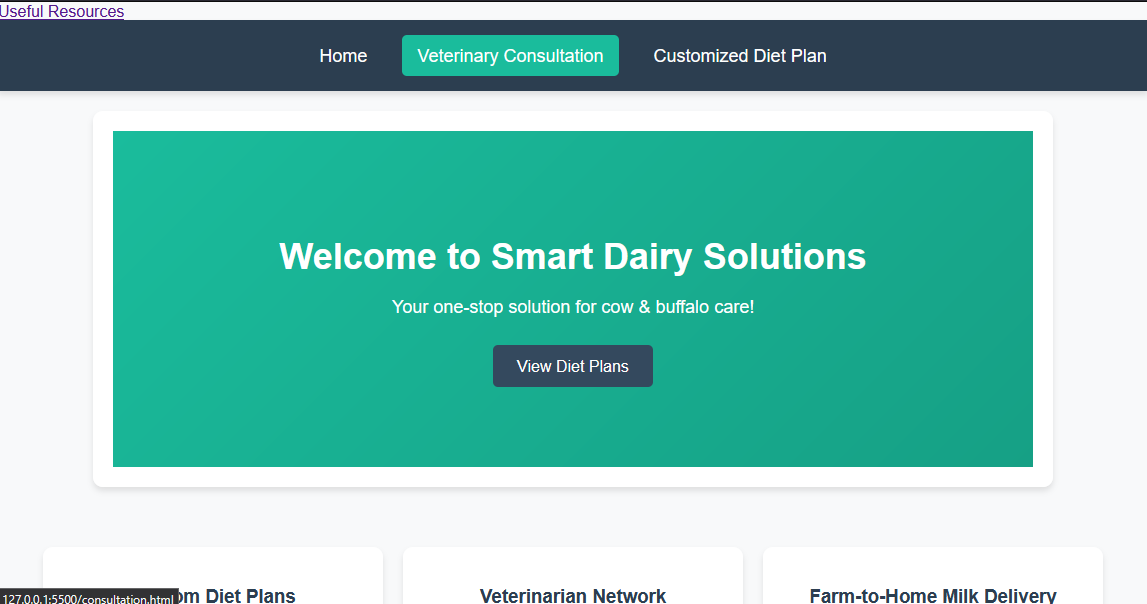 Useful Resources
Home Veterinary Consultation Customized Diet Plan
Welcome to Smart Dairy Solutions
Your one-stop solution for cow & buffalo care!
View Diet Plans
Diet Plans Veterinarian Network Farm-to-Home Milk Delivery
127.0.0.1:5500/consultation.html